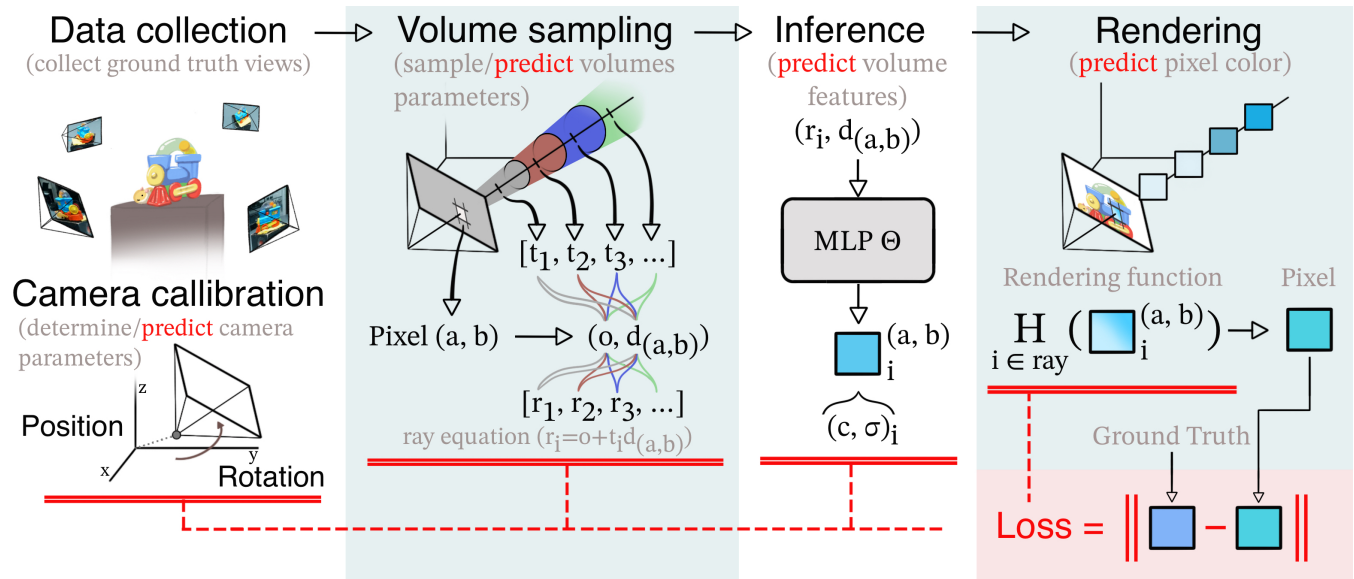 Data collection
(collect ground truth views)
Camera callibration
(determine/predict camera
parameters)
z
Position
x
y
Rotation
Volume sampling
(sample/predict volumes
parameters)
[t1, t2, t3, ...]
Pixel (a, b)
(o, d(a,b))
[r1, r2, r3, ...]
ray equation (ri=o+tid(a,b))
Inference
(predict volume
features)
(ri, d(a,b))
MLP Θ
(a, b)
i
(c, σ)i
Rendering
(predict pixel color)
Rendering function
Pixel
H ( i(a, b))
i ∈ ray
Ground Truth
Loss = || − ||